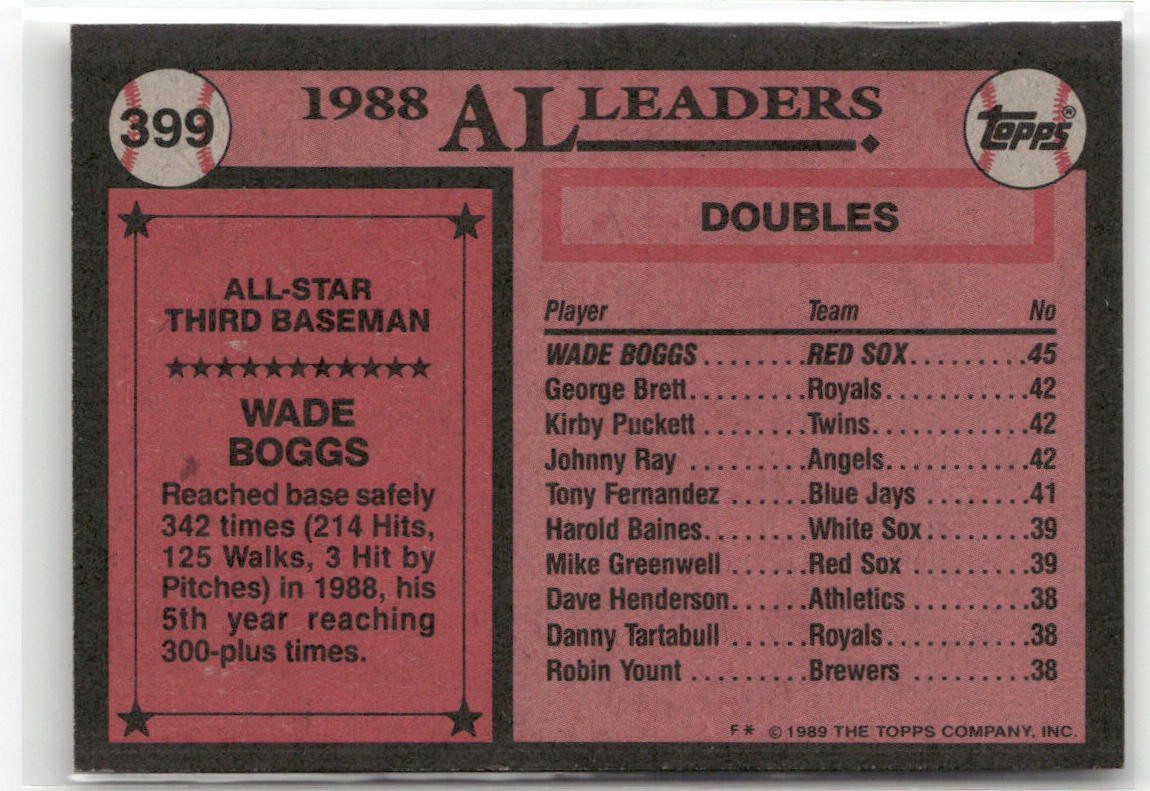 399
1988 AL LEADERS
TOPPS®
ALL-STAR
THIRD BASEMAN
WADE
BOGGS
Reached base safely
342 times (214 Hits,
125 Walks, 3 Hit by
Pitches) in 1988, his
5th year reaching
300-plus times.
DOUBLES
Player Team No
WADE BOGGS ........RED SOX.........45
George Brett..........Royals............42
Kirby Puckett ........Twins.............42
Johnny Ray .........Angels...........42
Tony Fernandez ......Blue Jays ........41
Harold Baines........White Sox........39
Mike Greenwell ......Red Sox .........39
Dave Henderson......Athletics .........38
Danny Tartabull ......Royals...........38
Robin Yount .........Brewers .........38
F* ©1989 THE TOPPS COMPANY, INC.